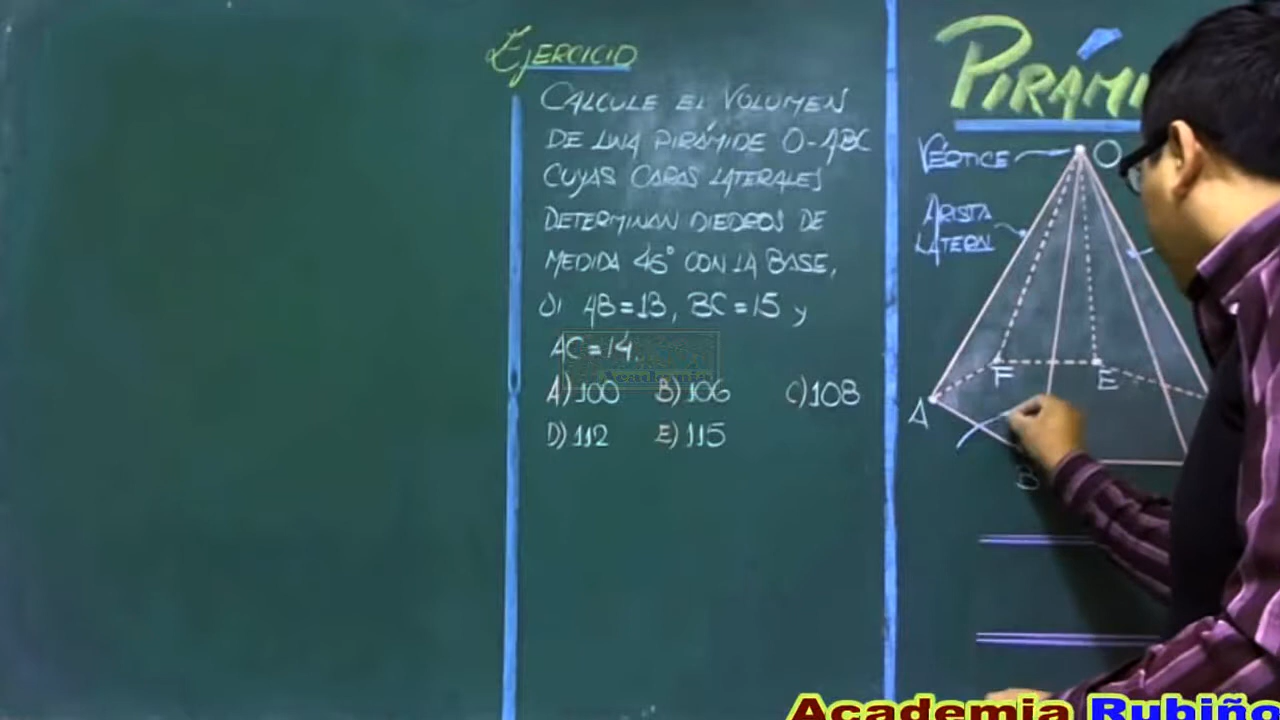 EJERCICIO
CALCULE EL VOLUMEN
DE UNA PIRÁMIDE O-ABC
CUYAS CARAS LATERALES
DETERMINAN DIEDROS DE
MEDIDA 45° CON LA BASE,
SI AB=13, BC=15 y
AC=14.
Academia
A) 100 B) 106 C) 108
D) 112 E) 115
PIRÁMI
VÉRTICE
O
ARISTA
LATERAL
F
E
A
B
Academia Rubiño